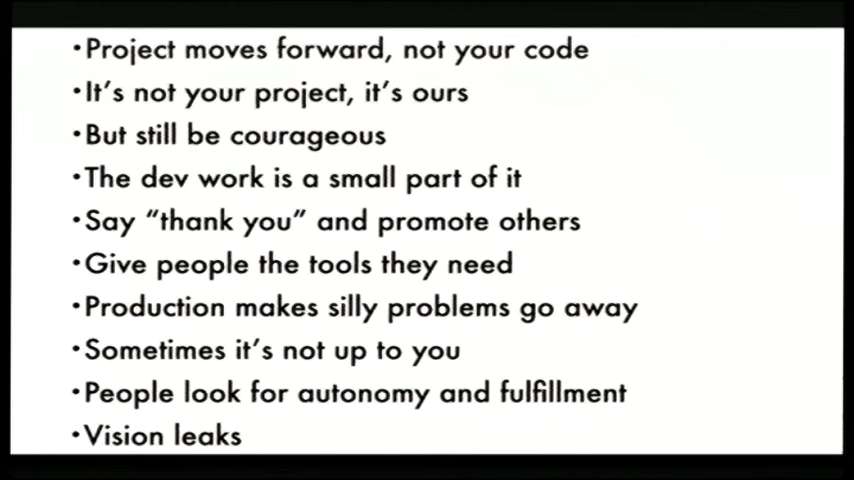 •Project moves forward, not your code
•It's not your project, it's ours
•But still be courageous
•The dev work is a small part of it
•Say “thank you” and promote others
•Give people the tools they need
•Production makes silly problems go away
•Sometimes it's not up to you
•People look for autonomy and fulfillment
•Vision leaks